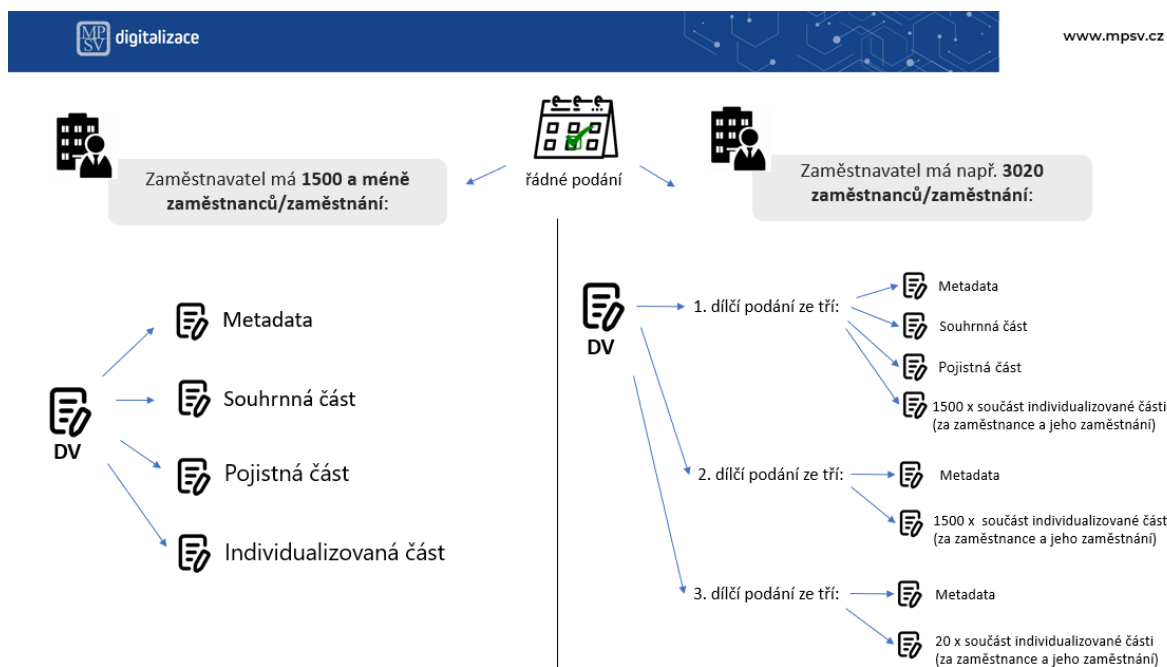 MP
SV digitalizace
www.mpsv.cz
řádné podání
Zaměstnavatel má 1500 a méně
zaměstnanců/zaměstnání:
DV
Metadata
Souhrnná část
Pojistná část
Individualizovaná část
Zaměstnavatel má např. 3020
zaměstnanců/zaměstnání:
DV
1. dílčí podání ze tří:
Metadata
Souhrnná část
Pojistná část
1500 x součást individualizované části
(za zaměstnance a jeho zaměstnání)
2. dílčí podání ze tří:
Metadata
1500 x součást individualizované část
(za zaměstnance a jeho zaměstnání)
3. dílčí podání ze tří:
Metadata
20 x součást individualizované části
(za zaměstnance a jeho zaměstnání)